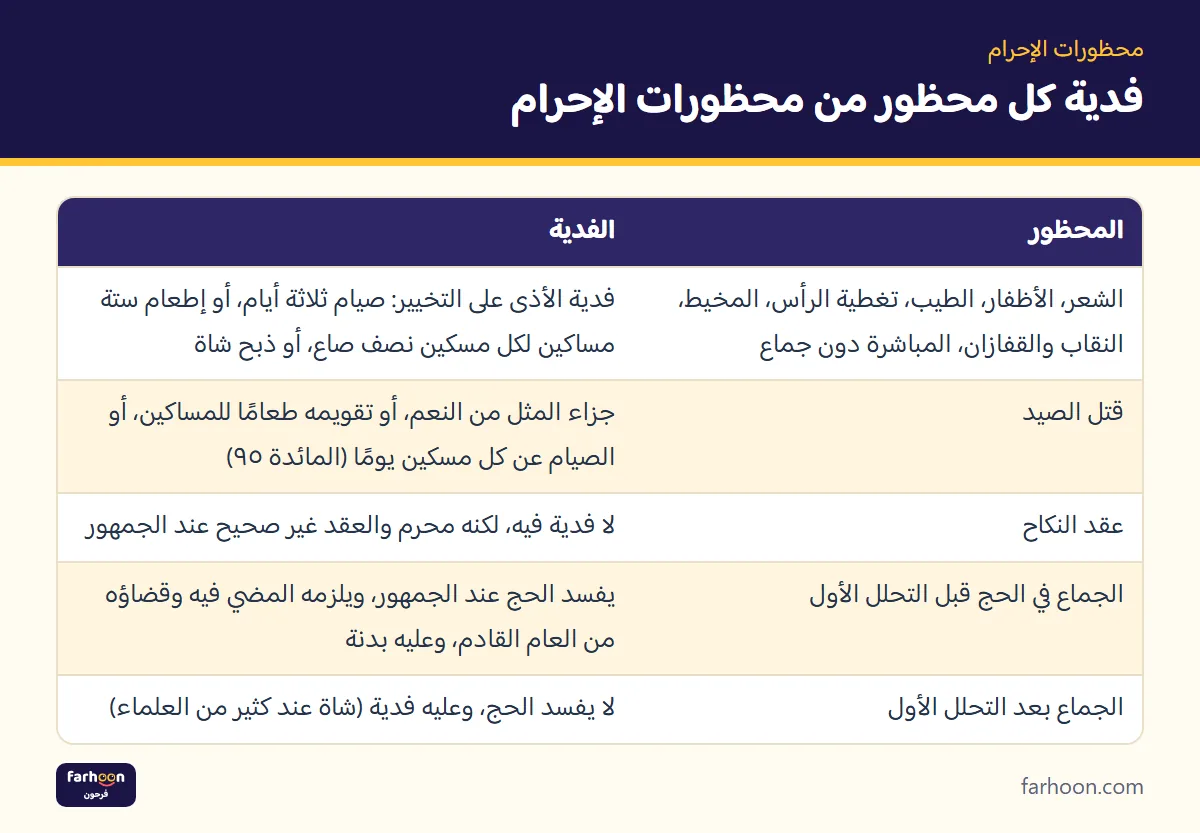 محظورات الإحرام
فدية كل محظور من محظورات الإحرام
المحظور
الفدية
الشعر، الأظفار، الطيب، تغطية الرأس، المخيط،
النقاب والقفازان، المباشرة دون جماع
فدية الأذى على التخيير: صيام ثلاثة أيام، أو إطعام ستة
مساكين لكل مسكين نصف صاع، أو ذبح شاة
قتل الصيد
جزاء المثل من النعم، أو تقويمه طعامًا للمساكين، أو
الصيام عن كل مسكين يومًا (المائدة ٩٥)
عقد النكاح
لا فدية فيه، لكنه محرم والعقد غير صحيح عند الجمهور
الجماع في الحج قبل التحلل الأول
يفسد الحج عند الجمهور، ويلزمه المضي فيه وقضاؤه
من العام القادم، وعليه بدنة
الجماع بعد التحلل الأول
لا يفسد الحج، وعليه فدية (شاة عند كثير من العلماء)
farhoon.com
farhoon
فرحون